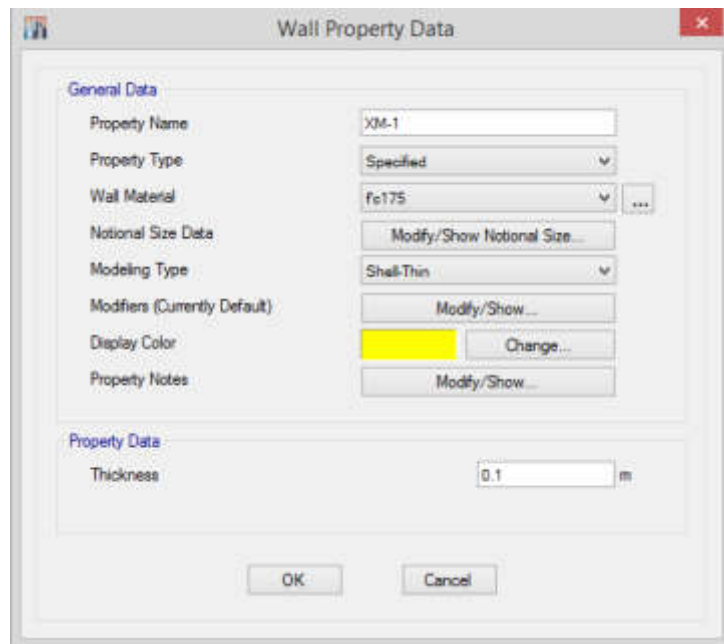 Wall Property Data
General Data
Property Name XM-1
Property Type Specified
Wall Material f'c175 ...
Notional Size Data Modify/Show Notional Size...
Modeling Type Shell-Thin
Modifiers (Currently Default) Modify/Show...
Display Color Change...
Property Notes Modify/Show...
Property Data
Thickness 0.1 m
OK Cancel